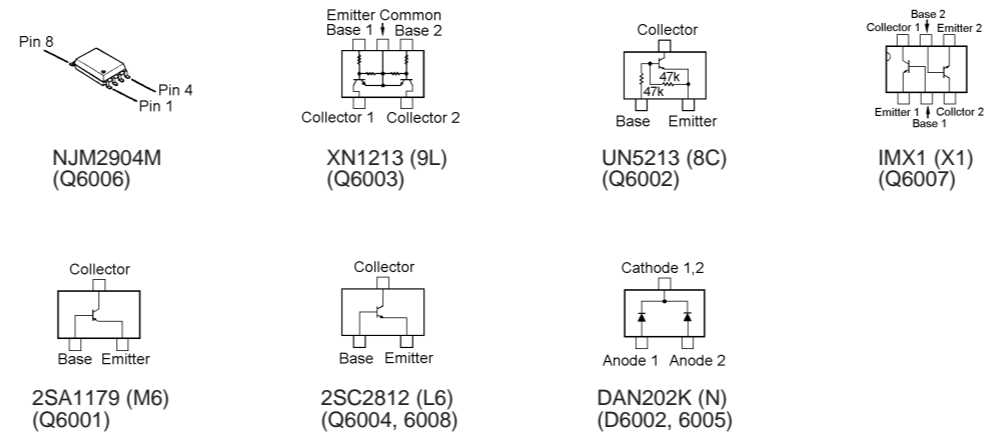 Pin 8
Pin 4
Pin 1
NJM2904M
(Q6006)
Emitter Common
Base 1 Base 2
Collector 1 Collector 2
XN1213 (9L)
(Q6003)
Collector
47k
47k
Base Emitter
UN5213 (8C)
(Q6002)
Base 2
Collector 1 Emitter 2
Emitter 1 Collctor 2
Base 1
IMX1 (X1)
(Q6007)
Collector
Base Emitter
2SA1179 (M6)
(Q6001)
Collector
Base Emitter
2SC2812 (L6)
(Q6004, 6008)
Cathode 1,2
Anode 1 Anode 2
DAN202K (N)
(D6002, 6005)